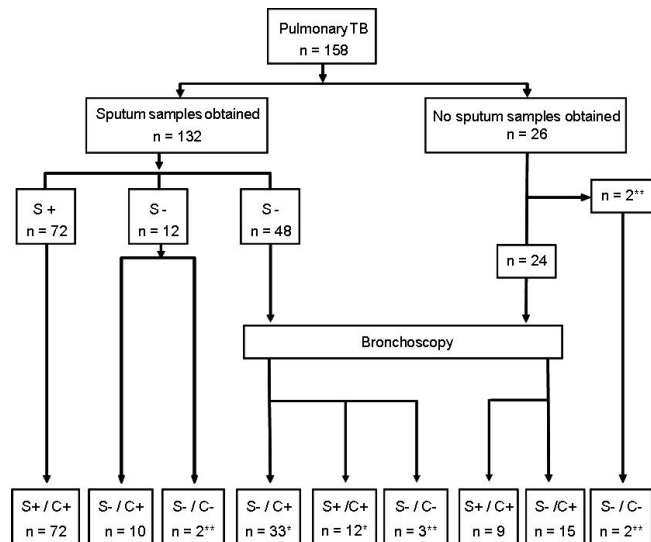 Pulmonary TB
n = 158
Sputum samples obtained
n = 132
No sputum samples obtained
n = 26
S +
n = 72
S -
n = 12
S -
n = 48
n = 2**
n = 24
Bronchoscopy
S+ / C+
n = 72
S- / C+
n = 10
S- / C-
n = 2**
S- / C+
n = 33*
S+ /C+
n = 12*
S- / C-
n = 3**
S+ / C+
n = 9
S- /C+
n = 15
S- / C-
n = 2**